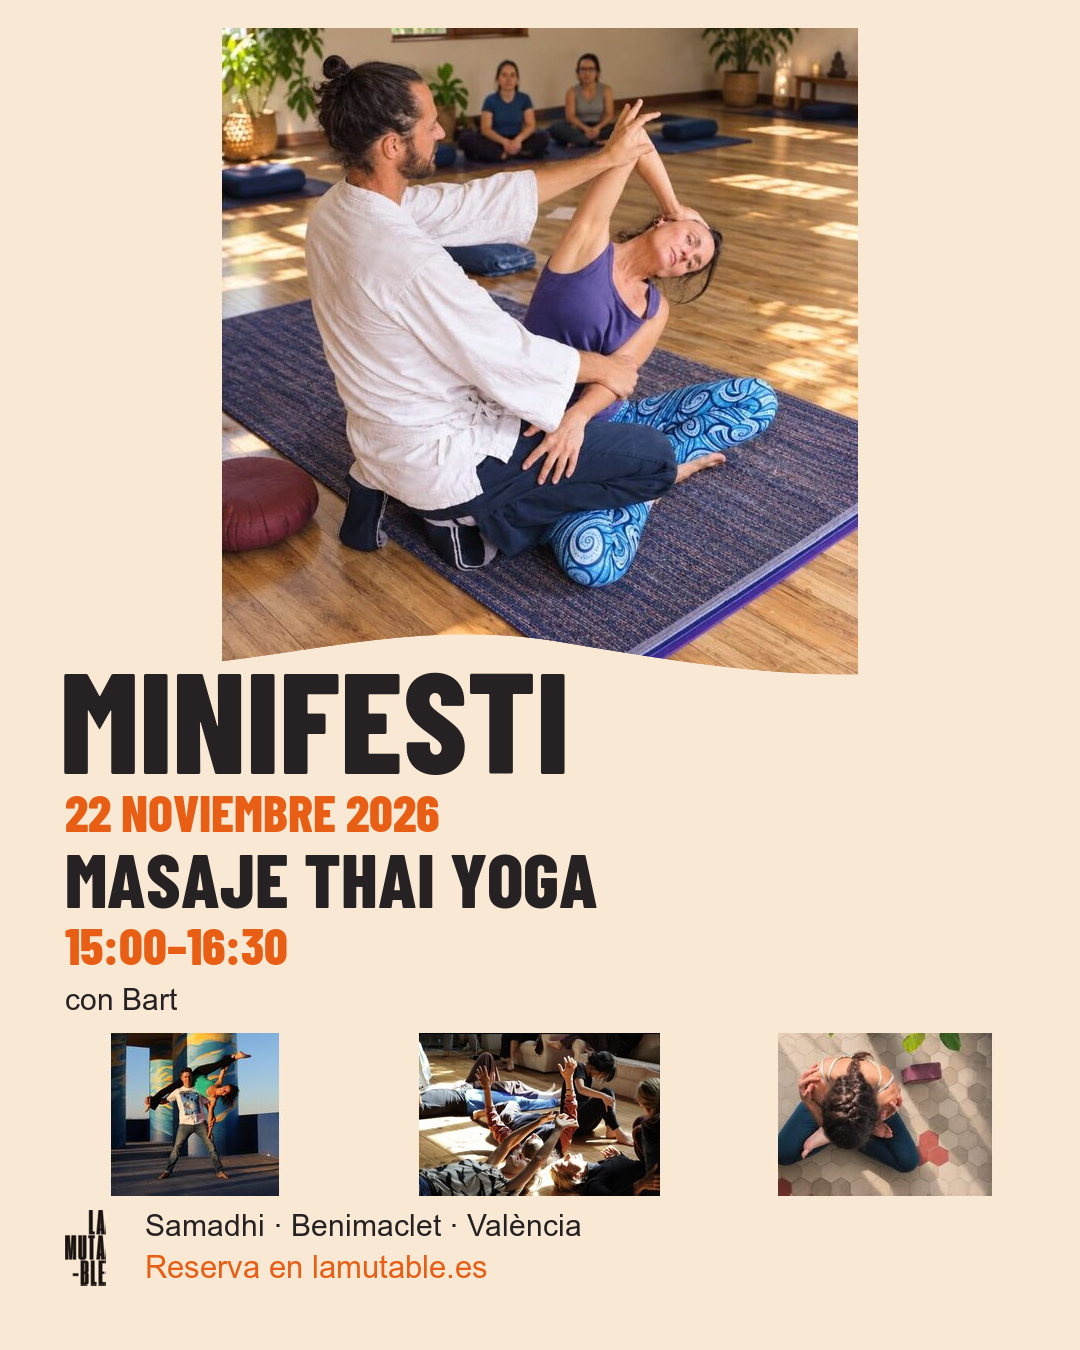 MINIFESTI
22 NOVIEMBRE 2026
MASAJE THAI YOGA
15:00–16:30
con Bart
LA
MUTA
-BLE
Samadhi · Benimaclet · València
Reserva en lamutable.es